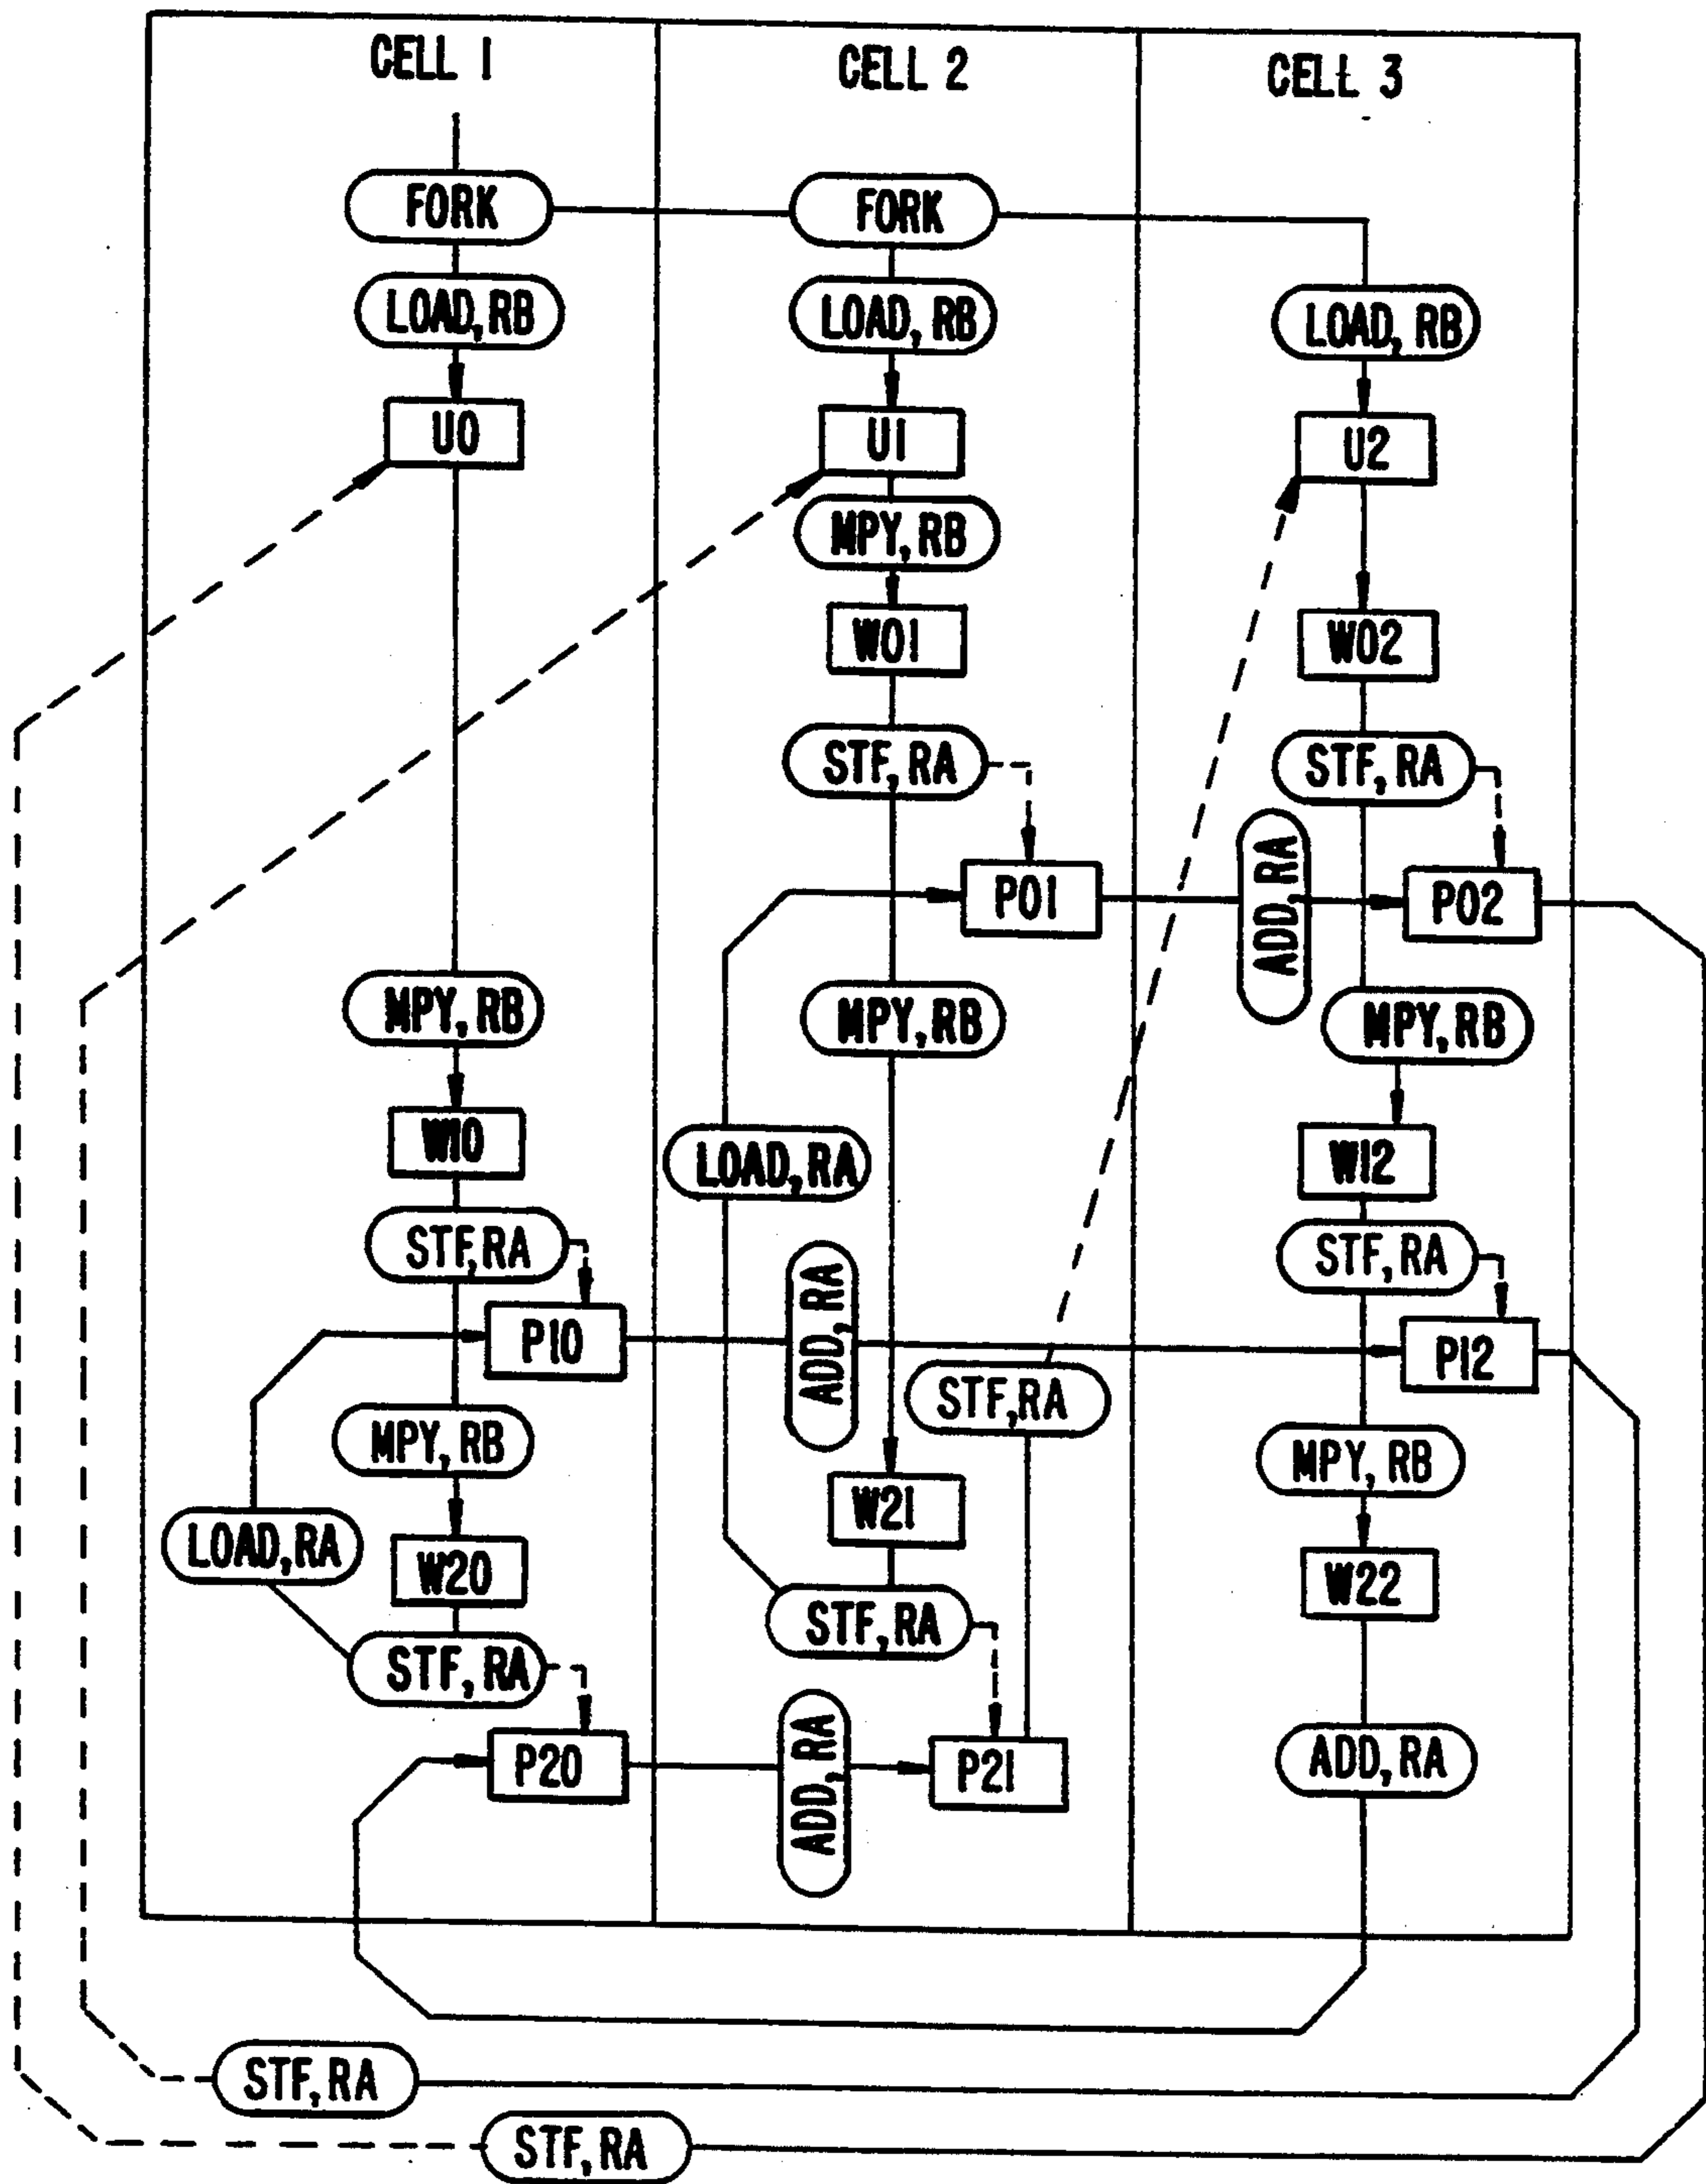 CELL 1
CELL 2
CELL 3
FORK
FORK
LOAD, RB
LOAD, RB
LOAD, RB
U0
U1
U2
MPY, RB
W01
W02
STF, RA
STF, RA
ADD, RA
P01
P02
MPY, RB
MPY, RB
MPY, RB
W10
LOAD, RA
W12
STF, RA
STF, RA
ADD, RA
P10
P12
STF, RA
MPY, RB
MPY, RB
LOAD, RA
W20
W21
W22
STF, RA
STF, RA
ADD, RA
P20
P21
ADD, RA
STF, RA
STF, RA